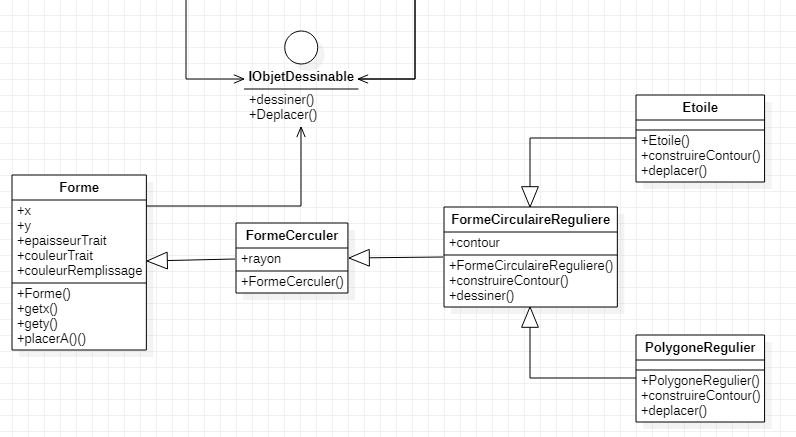 IObjetDessinable
+dessiner()
+Deplacer()
Forme
+x
+y
+epaisseurTrait
+couleurTrait
+couleurRemplissage
+Forme()
+getx()
+gety()
+placerA()()
FormeCerculer
+rayon
+FormeCerculer()
FormeCirculaireReguliere
+contour
+FormeCirculaireReguliere()
+construireContour()
+dessiner()
Etoile
+Etoile()
+construireContour()
+deplacer()
PolygoneRegulier
+PolygoneRegulier()
+construireContour()
+deplacer()